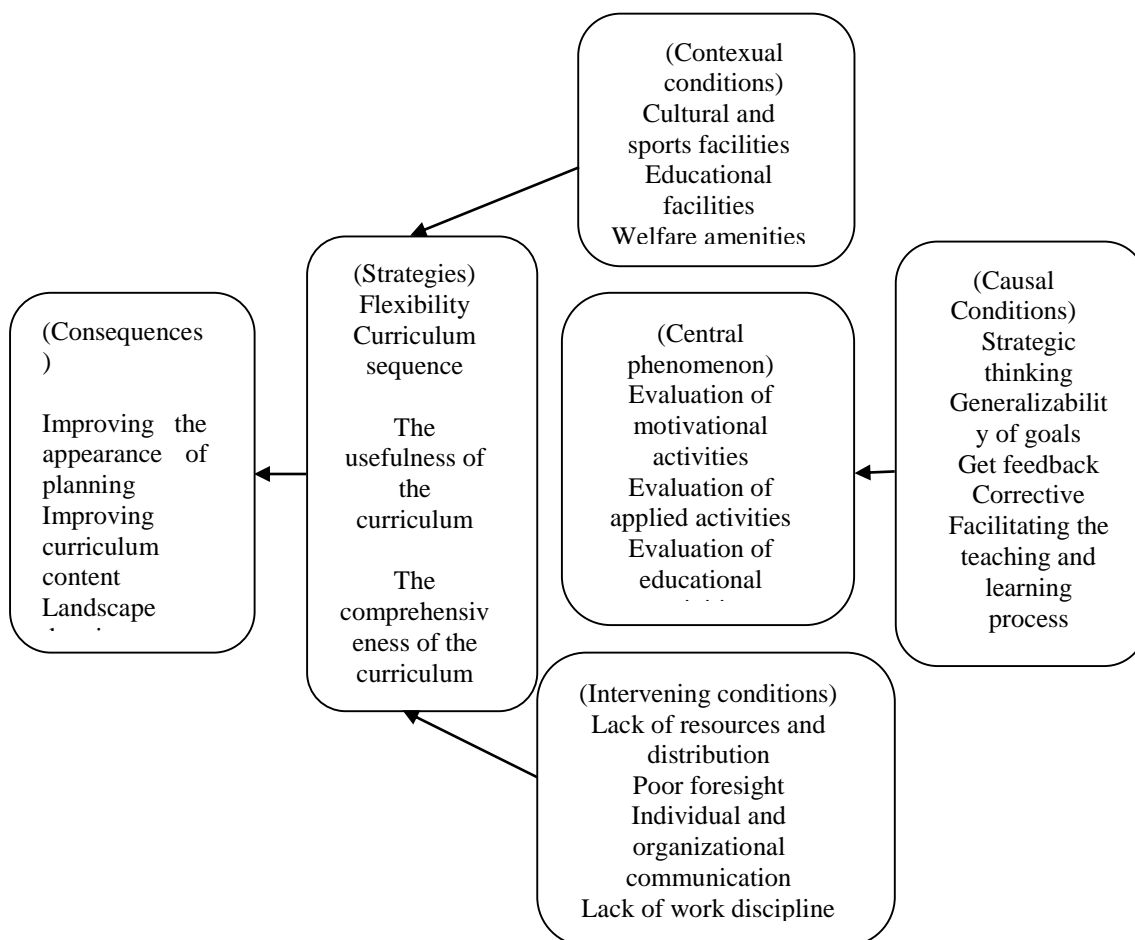 (Contexual
conditions)
Cultural and
sports facilities
Educational
facilities
Welfare amenities
(Strategies)
Flexibility
Curriculum
sequence
The
usefulness of
the
curriculum
The
comprehensiv
eness of the
curriculum
(Consequences
)
Improving the
appearance of
planning
Improving
curriculum
content
Landscape
(Central
phenomenon)
Evaluation of
motivational
activities
Evaluation of
applied activities
Evaluation of
educational
(Causal
Conditions)
Strategic
thinking
Generalizabilit
y of goals
Get feedback
Corrective
Facilitating the
teaching and
learning
process
(Intervening conditions)
Lack of resources and
distribution
Poor foresight
Individual and
organizational
communication
Lack of work discipline